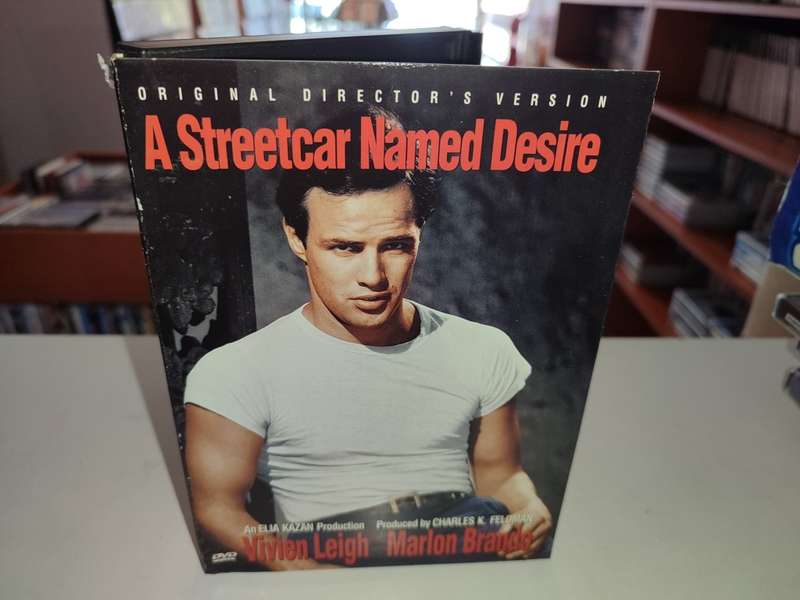 ORIGINAL DIRECTOR'S VERSION
A Streetcar Named Desire
An ELIA KAZAN Production Produced by CHARLES K. FELDMAN
Vivien Leigh Marlon Brando
DVD